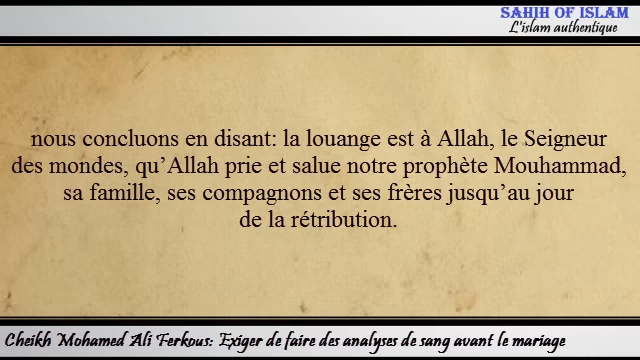 SAHIH OF ISLAM
L'islam authentique
nous concluons en disant: la louange est à Allah, le Seigneur
des mondes, qu’Allah prie et salue notre prophète Mouhammad,
sa famille, ses compagnons et ses frères jusqu’au jour
de la rétribution.
Cheikh Mohamed Ali Ferkous: Exiger de faire des analyses de sang avant le mariage